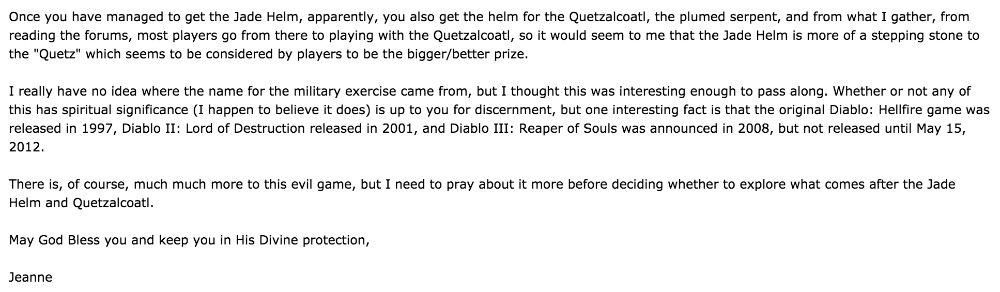 Once you have managed to get the Jade Helm, apparently, you also get the helm for the Quetzalcoatl, the plumed serpent, and from what I gather, from
reading the forums, most players go from there to playing with the Quetzalcoatl, so it would seem to me that the Jade Helm is more of a stepping stone to
the "Quetz" which seems to be considered by players to be the bigger/better prize.
I really have no idea where the name for the military exercise came from, but I thought this was interesting enough to pass along. Whether or not any of
this has spiritual significance (I happen to believe it does) is up to you for discernment, but one interesting fact is that the original Diablo: Hellfire game was
released in 1997, Diablo II: Lord of Destruction released in 2001, and Diablo III: Reaper of Souls was announced in 2008, but not released until May 15,
2012.
There is, of course, much much more to this evil game, but I need to pray about it more before deciding whether to explore what comes after the Jade
Helm and Quetzalcoatl.
May God Bless you and keep you in His Divine protection,
Jeanne